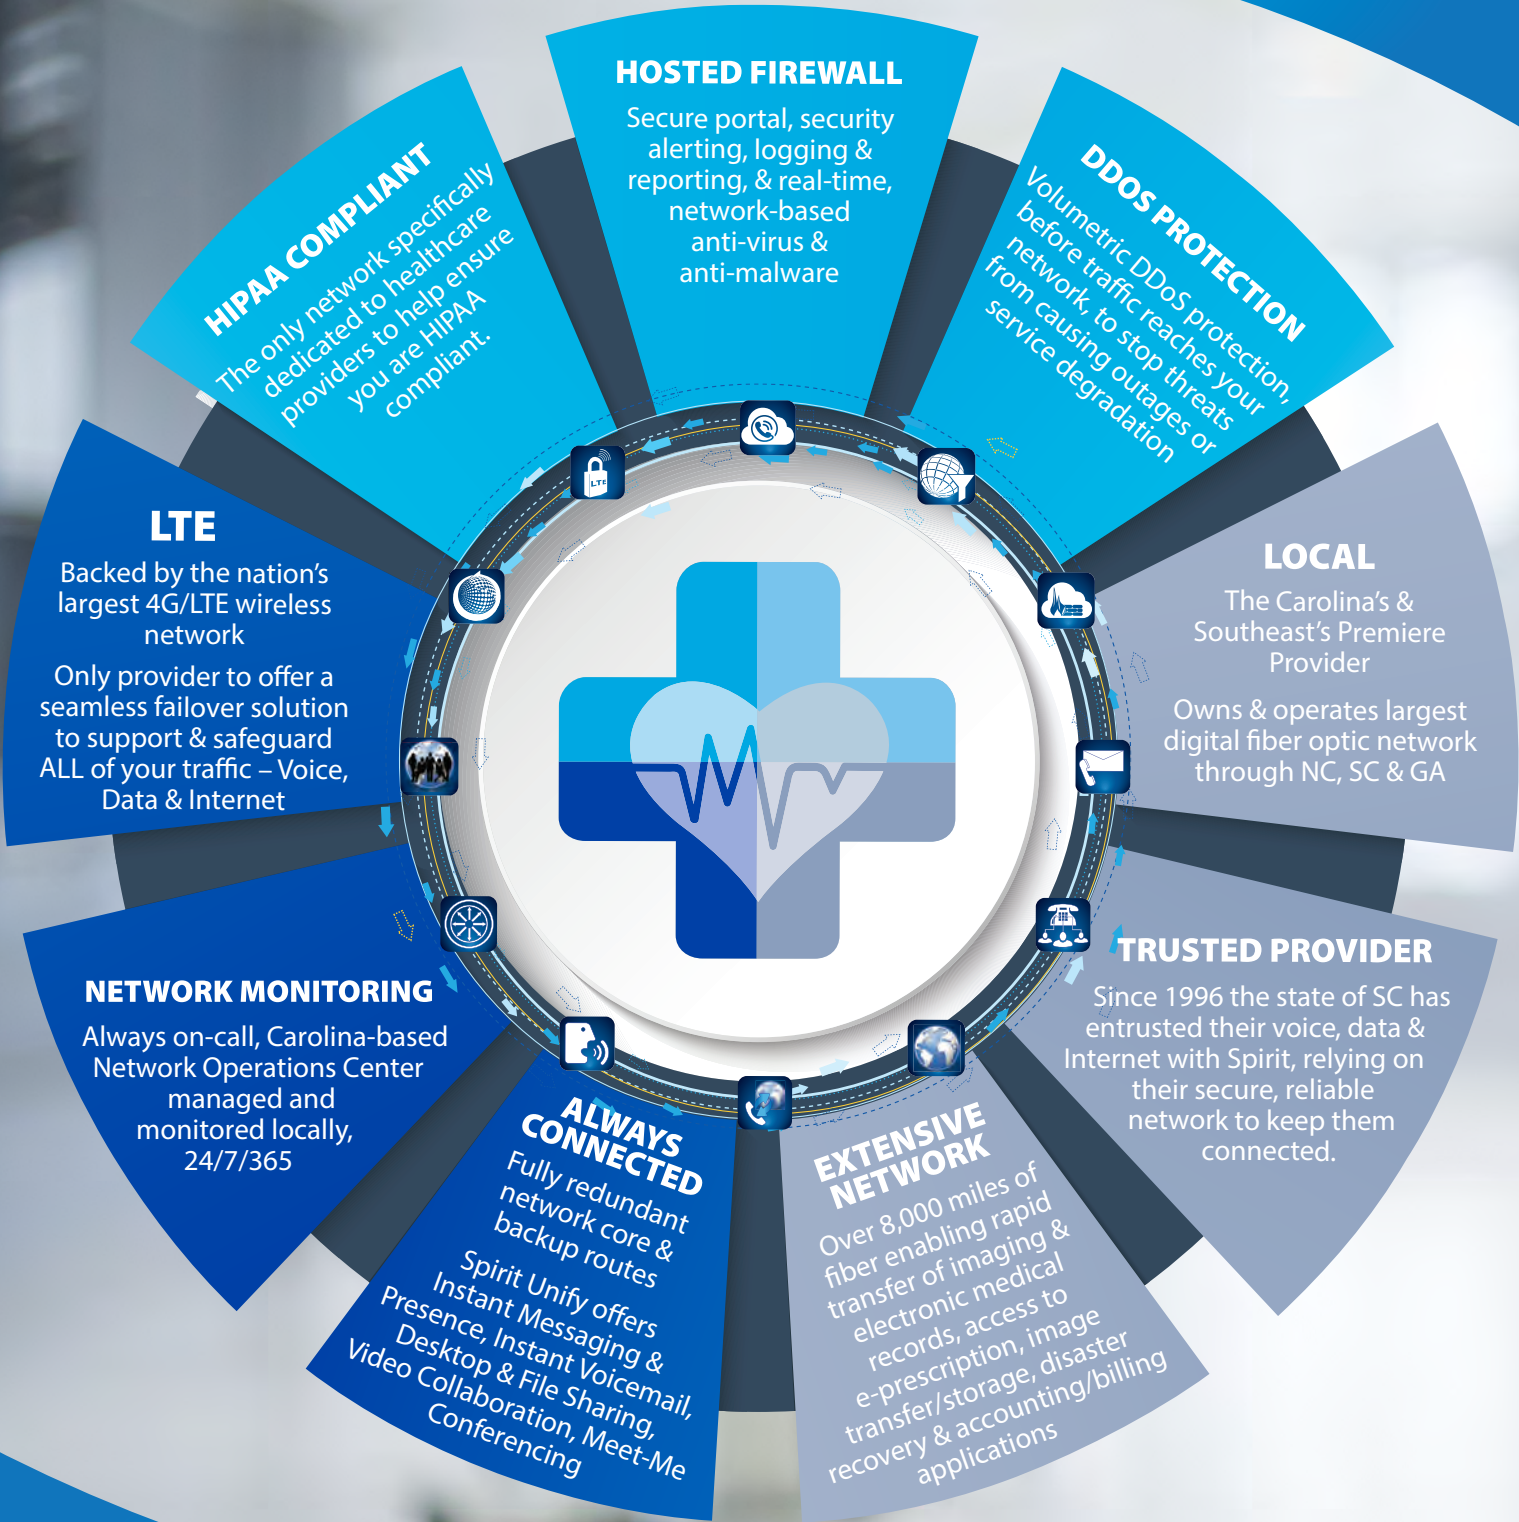 HOSTED FIREWALL
Secure portal, security
alerting, logging &
reporting, & real-time,
network-based
anti-virus &
anti-malware
DDOS PROTECTION
Volumetric DDoS protection,
before traffic reaches your
network, to stop threats
from causing outages or
service degradation
LOCAL
The Carolina’s &
Southeast’s Premiere
Provider
Owns & operates largest
digital fiber optic network
through NC, SC & GA
TRUSTED PROVIDER
Since 1996 the state of SC has
entrusted their voice, data &
Internet with Spirit, relying on
their secure, reliable
network to keep them
connected.
EXTENSIVE
NETWORK
Over 8,000 miles of
fiber enabling rapid
transfer of imaging &
electronic medical
records, access to
e-prescription, image
transfer/storage, disaster
recovery & accounting/billing
applications
ALWAYS
CONNECTED
Fully redundant
network core &
backup routes
Spirit Unify offers
Instant Messaging &
Presence, Instant Voicemail,
Desktop & File Sharing,
Video Collaboration, Meet-Me
Conferencing
NETWORK MONITORING
Always on-call, Carolina-based
Network Operations Center
managed and
monitored locally,
24/7/365
LTE
Backed by the nation’s
largest 4G/LTE wireless
network
Only provider to offer a
seamless failover solution
to support & safeguard
ALL of your traffic – Voice,
Data & Internet
HIPAA COMPLIANT
The only network specifically
dedicated to healthcare
providers to help ensure
you are HIPAA
compliant.
LTE